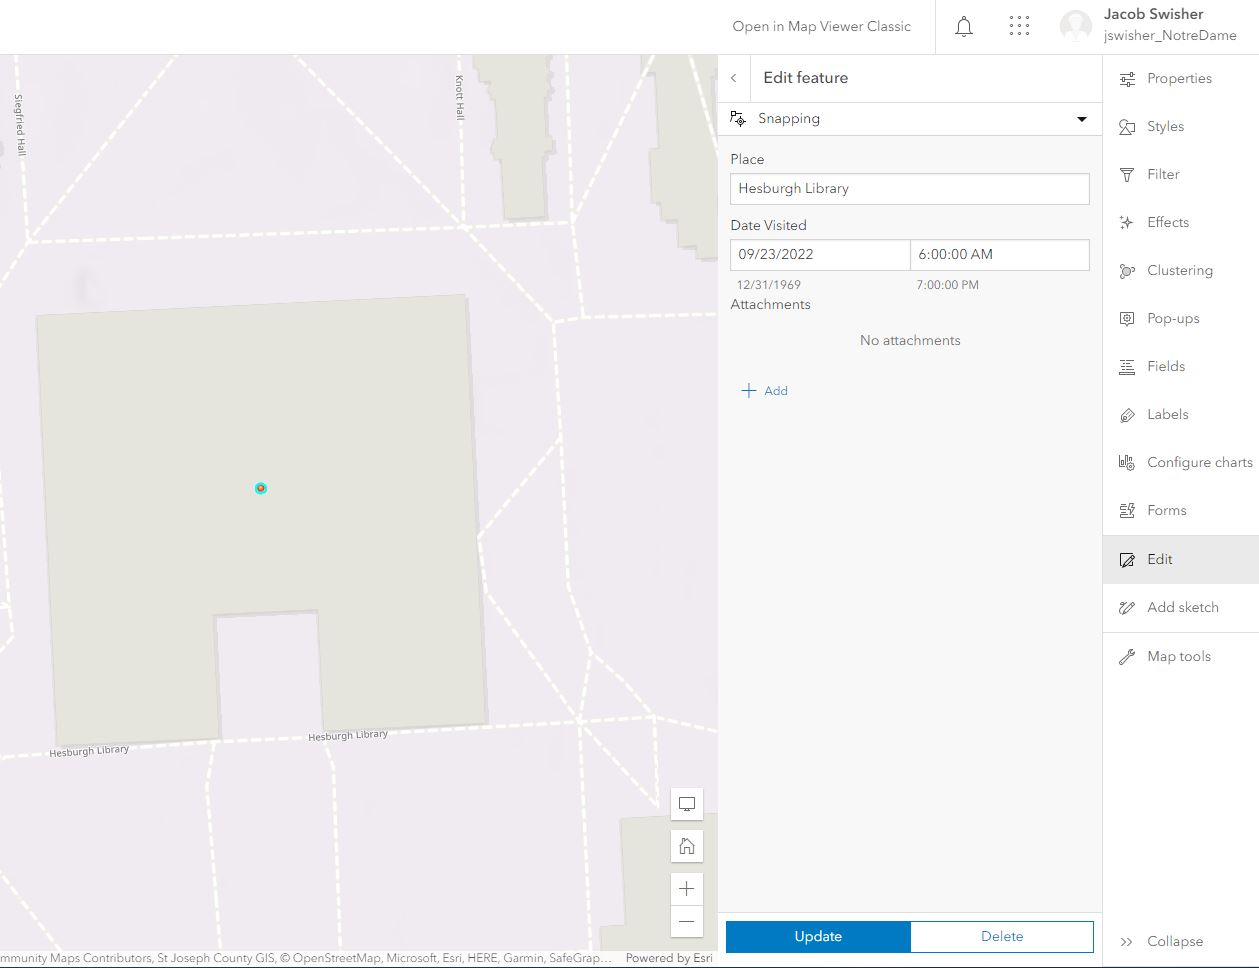 Open in Map Viewer Classic
Jacob Swisher
jswisher_NotreDame
Siegfried Hall
Knott Hall
Hesburgh Library
Hesburgh Library
mmunity Maps Contributors, St Joseph County GIS, © OpenStreetMap, Microsoft, Esri, HERE, Garmin, SafeGrap...
Powered by Esri
Edit feature
Snapping
Place
Hesburgh Library
Date Visited
09/23/2022 6:00:00 AM
12/31/1969 7:00:00 PM
Attachments
No attachments
Add
Update
Delete
Properties
Styles
Filter
Effects
Clustering
Pop-ups
Fields
Labels
Configure charts
Forms
Edit
Add sketch
Map tools
Collapse